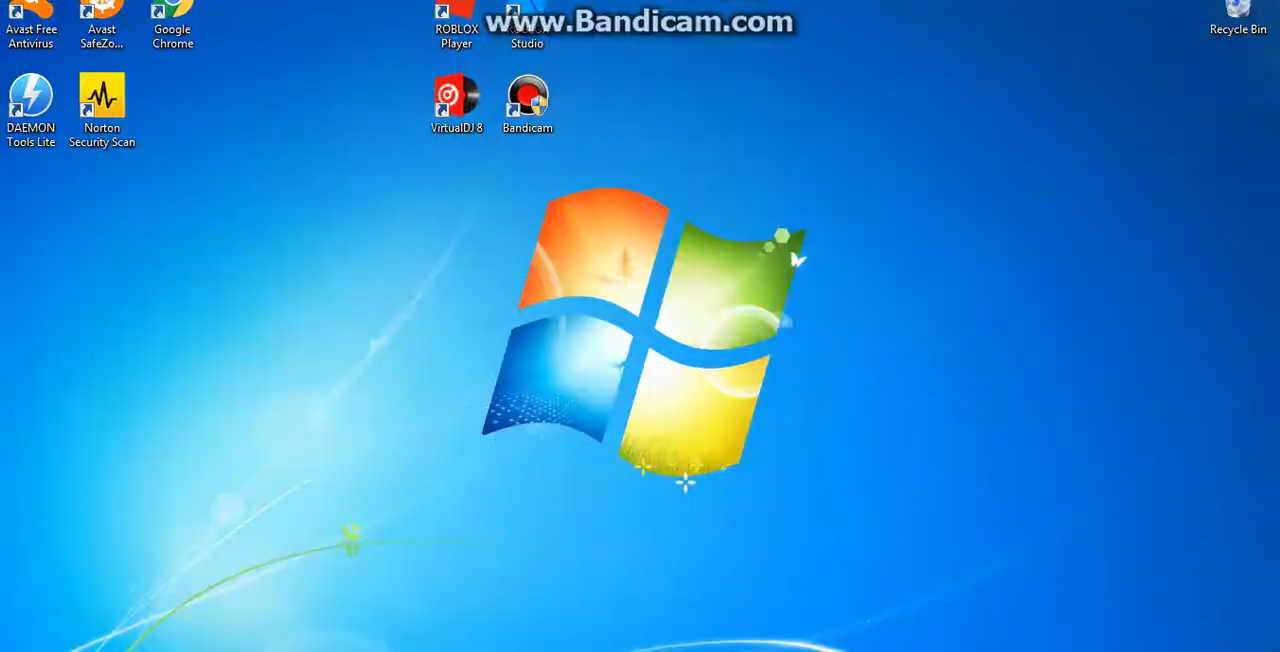 www.Bandicam.com
Avast Free
Antivirus
Avast
SafeZo...
Google
Chrome
ROBLOX
Player
Studio
Recycle Bin
DAEMON
Tools Lite
Norton
Security Scan
VirtualDJ 8
Bandicam